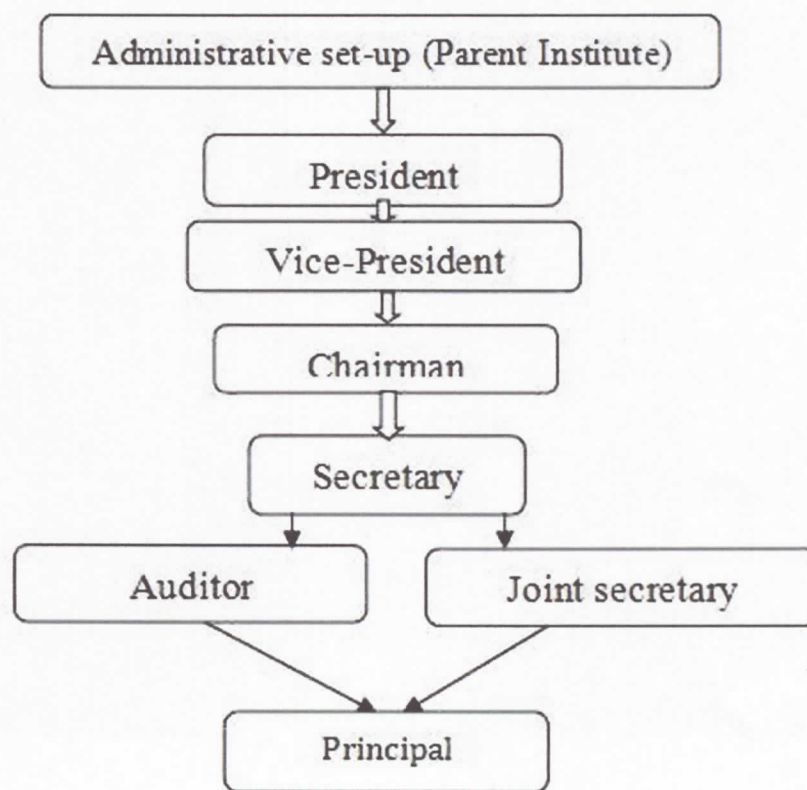 Administrative set-up (Parent Institute)
President
Vice-President
Chairman
Secretary
Auditor
Joint secretary
Principal